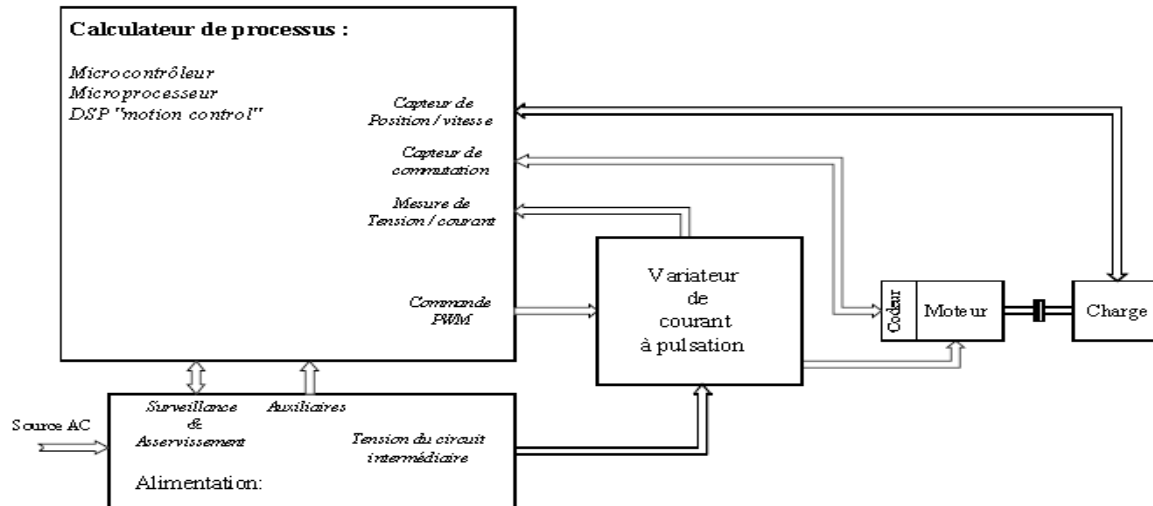 Calculateur de processus :
Microcontrôleur
Microprocesseur
DSP "motion control"
Capteur de
Position / vitesse
Capteur de
commutation
Mesure de
Tension / courant
Commande
PWM
Variateur
de
courant
à pulsation
Codeur
Moteur
Charge
Source AC
Surveillance
&
Asservissement
Auxiliaires
Tension du circuit
intermédiaire
Alimentation: